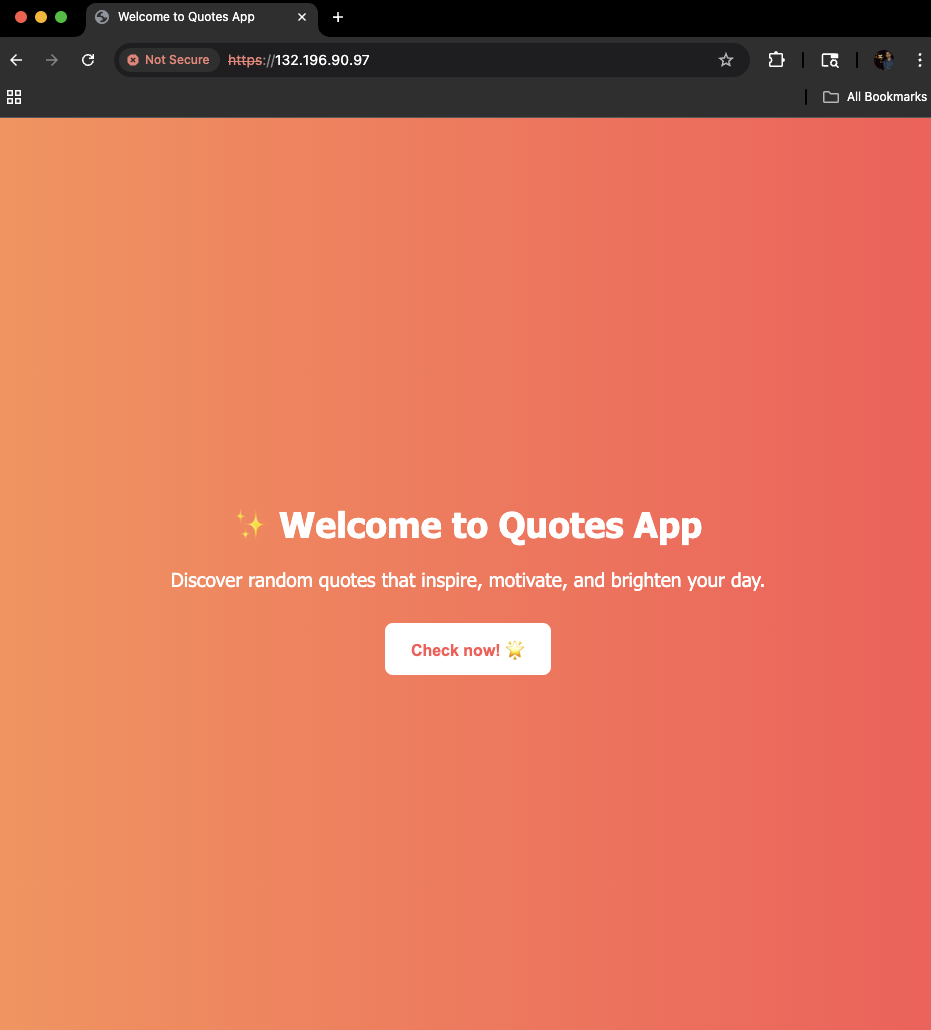 Welcome to Quotes App
Not Secure https://132.196.90.97
All Bookmarks
✨ Welcome to Quotes App
Discover random quotes that inspire, motivate, and brighten your day.
Check now! 🌟